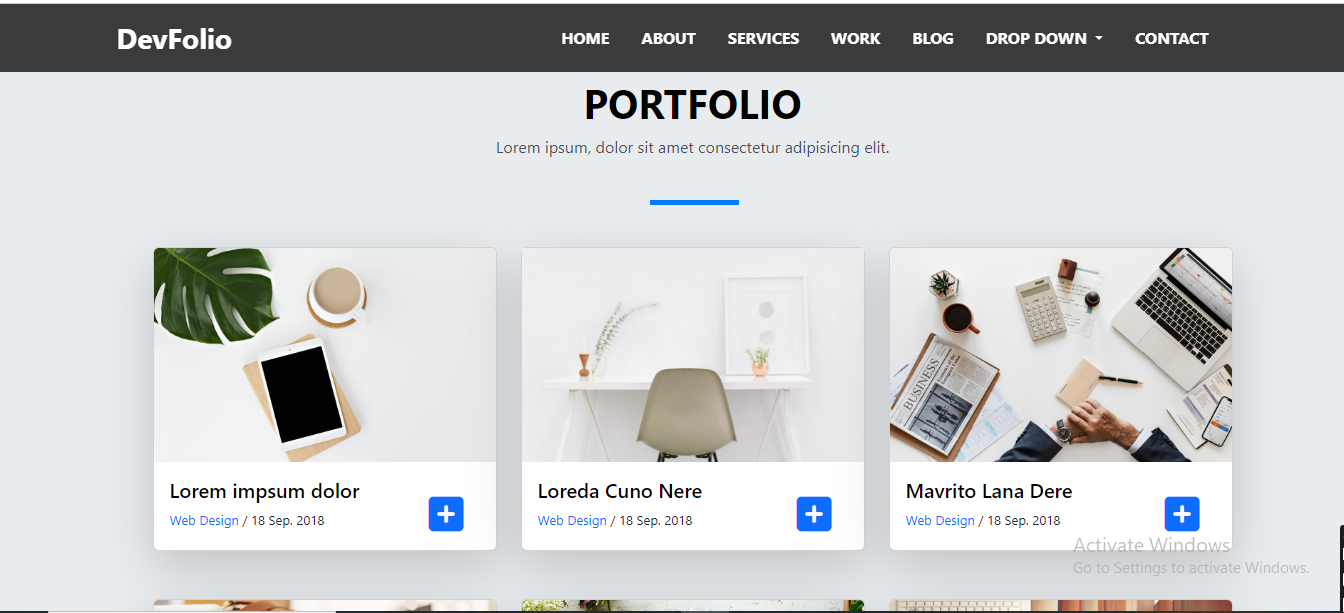 DevFolio HOME ABOUT SERVICES WORK BLOG DROP DOWN CONTACT
PORTFOLIO
Lorem ipsum, dolor sit amet consectetur adipisicing elit.
BUSINESS
Lorem impsum dolor
Web Design / 18 Sep. 2018
Loreda Cuno Nere
Web Design / 18 Sep. 2018
Mavrito Lana Dere
Web Design / 18 Sep. 2018
Activate Windows
Go to Settings to activate Windows.